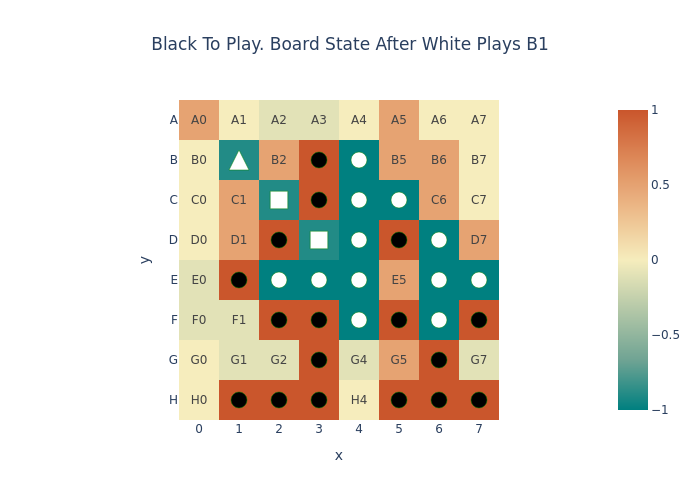 Black To Play. Board State After White Plays B1
A A0 A1 A2 A3 A4 A5 A6 A7
B B0 B2 B5 B6 B7
C C0 C1 C6 C7
D D0 D1 D7
E E0 E5
F F0 F1
G G0 G1 G2 G4 G5 G7
H H0 H4
0 1 2 3 4 5 6 7
x
y
1
0.5
0
−0.5
−1